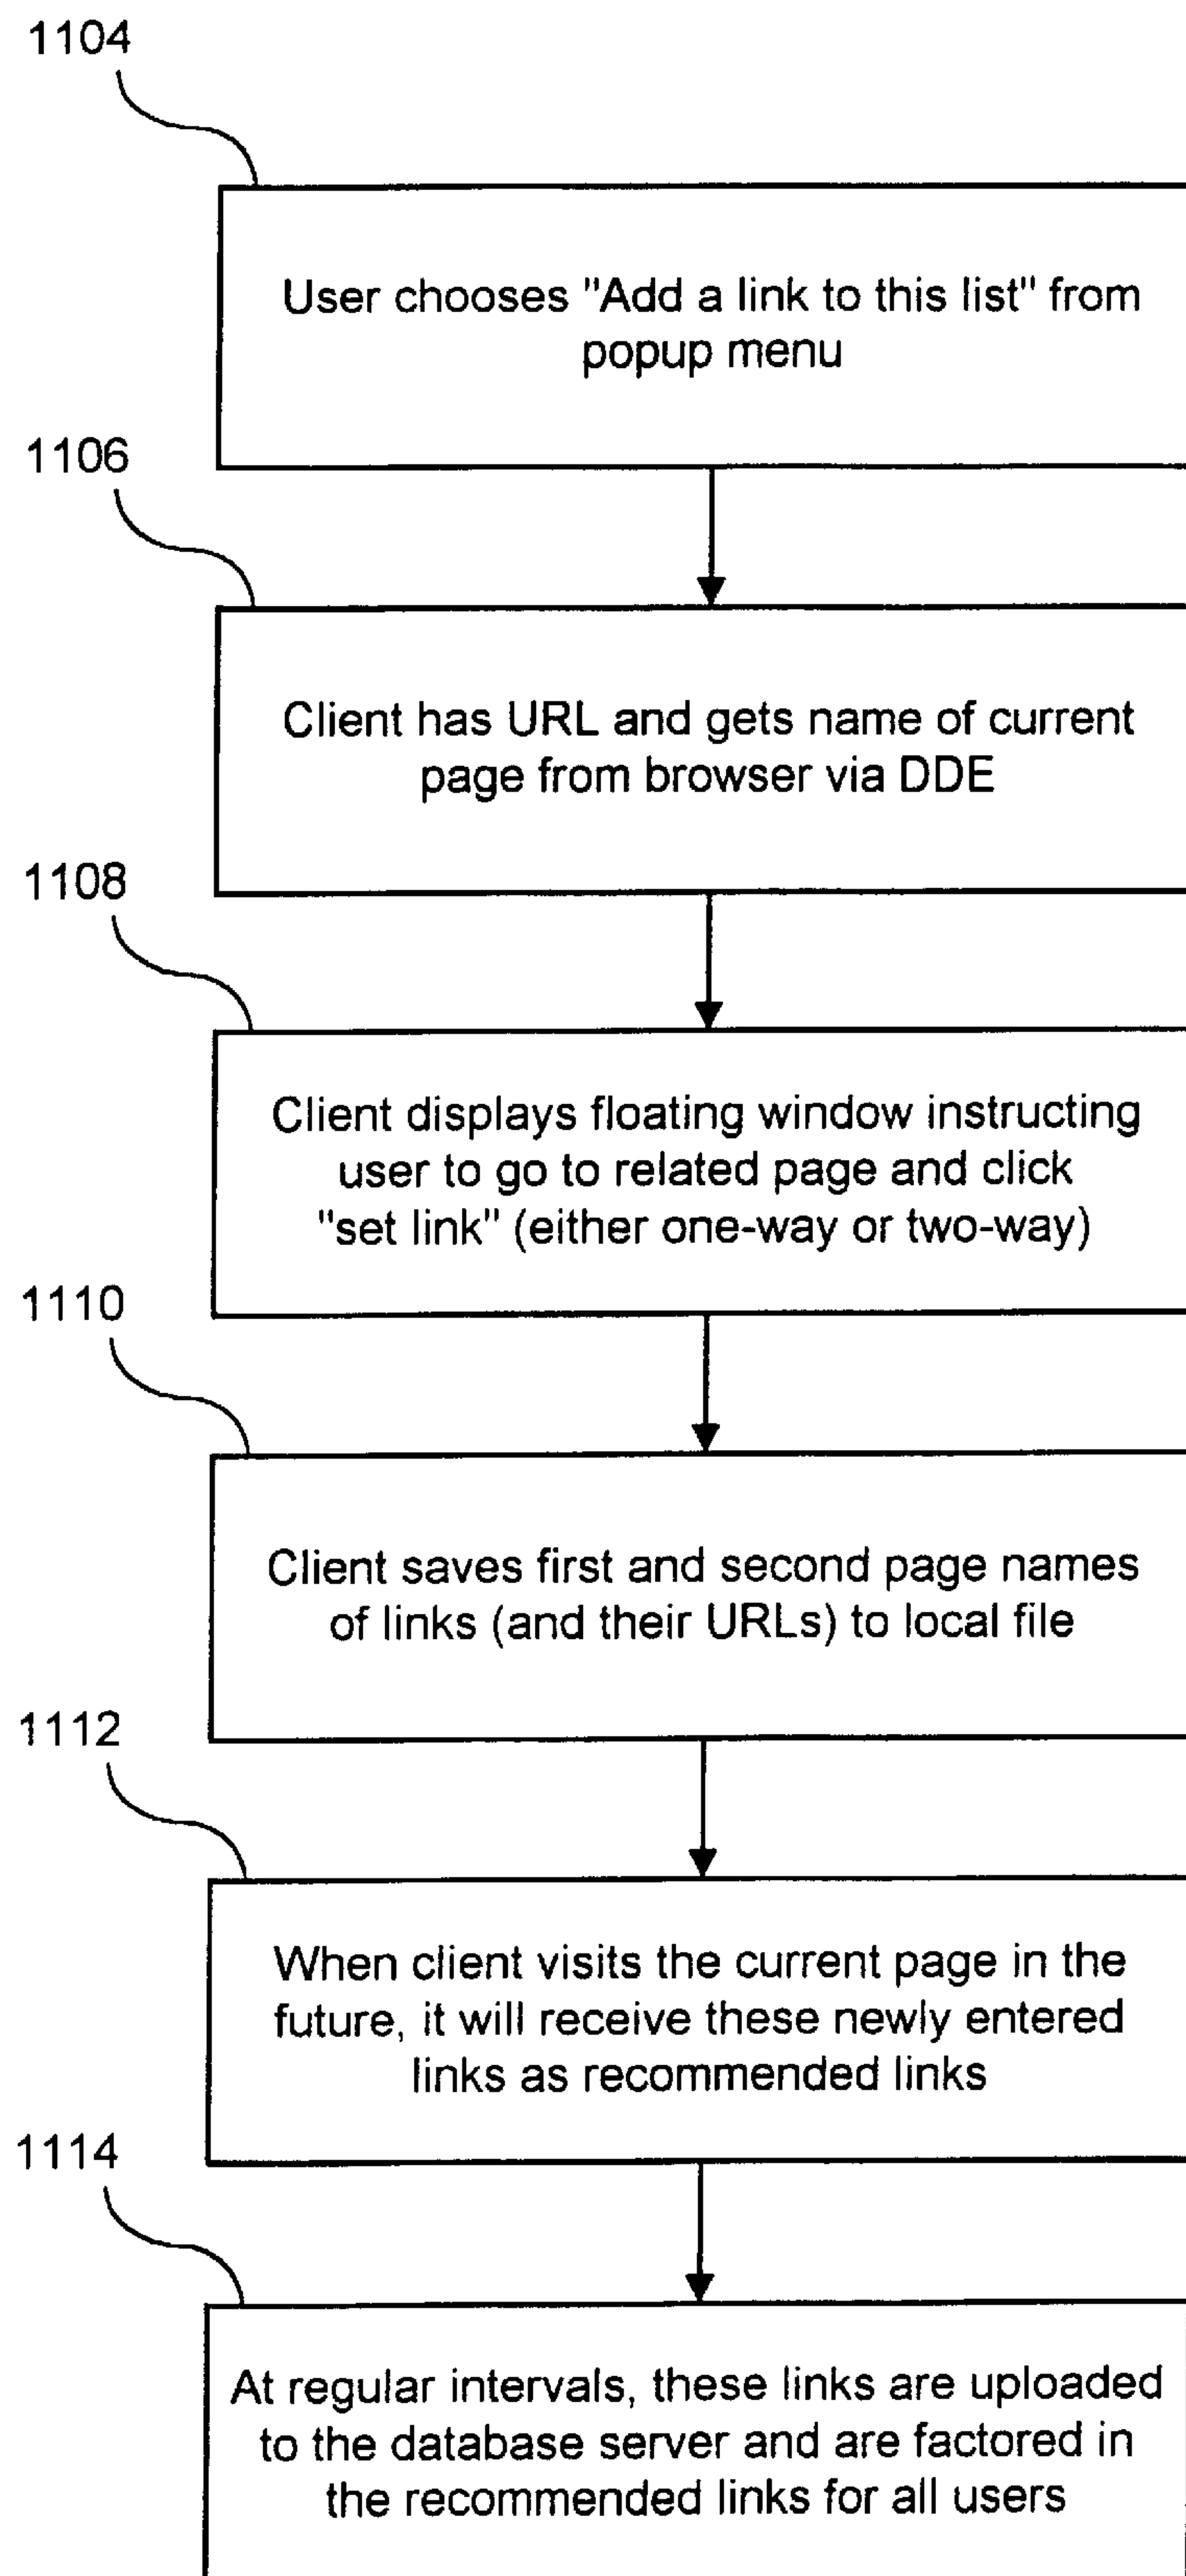 1104
User chooses "Add a link to this list" from
popup menu
1106
Client has URL and gets name of current
page from browser via DDE
1108
Client displays floating window instructing
user to go to related page and click
"set link" (either one-way or two-way)
1110
Client saves first and second page names
of links (and their URLs) to local file
1112
When client visits the current page in the
future, it will receive these newly entered
links as recommended links
1114
At regular intervals, these links are uploaded
to the database server and are factored in
the recommended links for all users